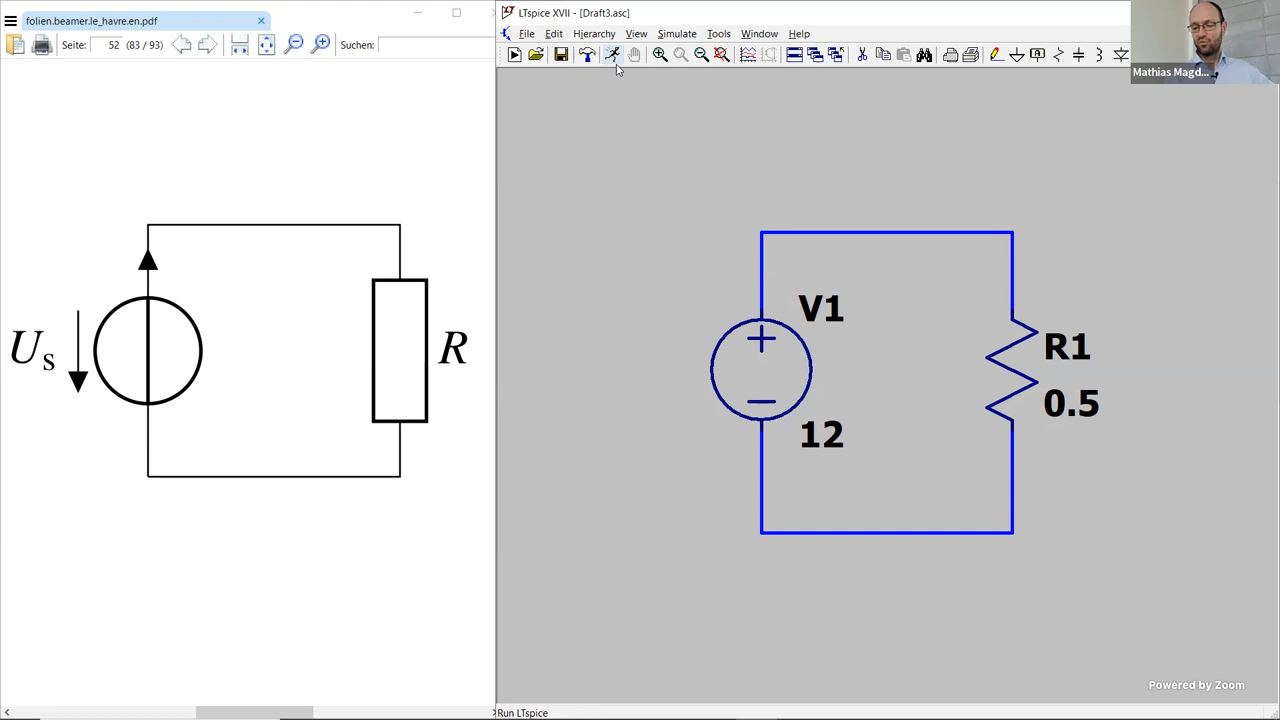 folien.beamer.le_havre.en.pdf
Seite: 52 (83 / 93) Suchen:
Us
R
LTspice XVII - [Draft3.asc]
File Edit Hierarchy View Simulate Tools Window Help
V1
12
R1
0.5
Run LTspice
Mathias Magd...
Powered by Zoom